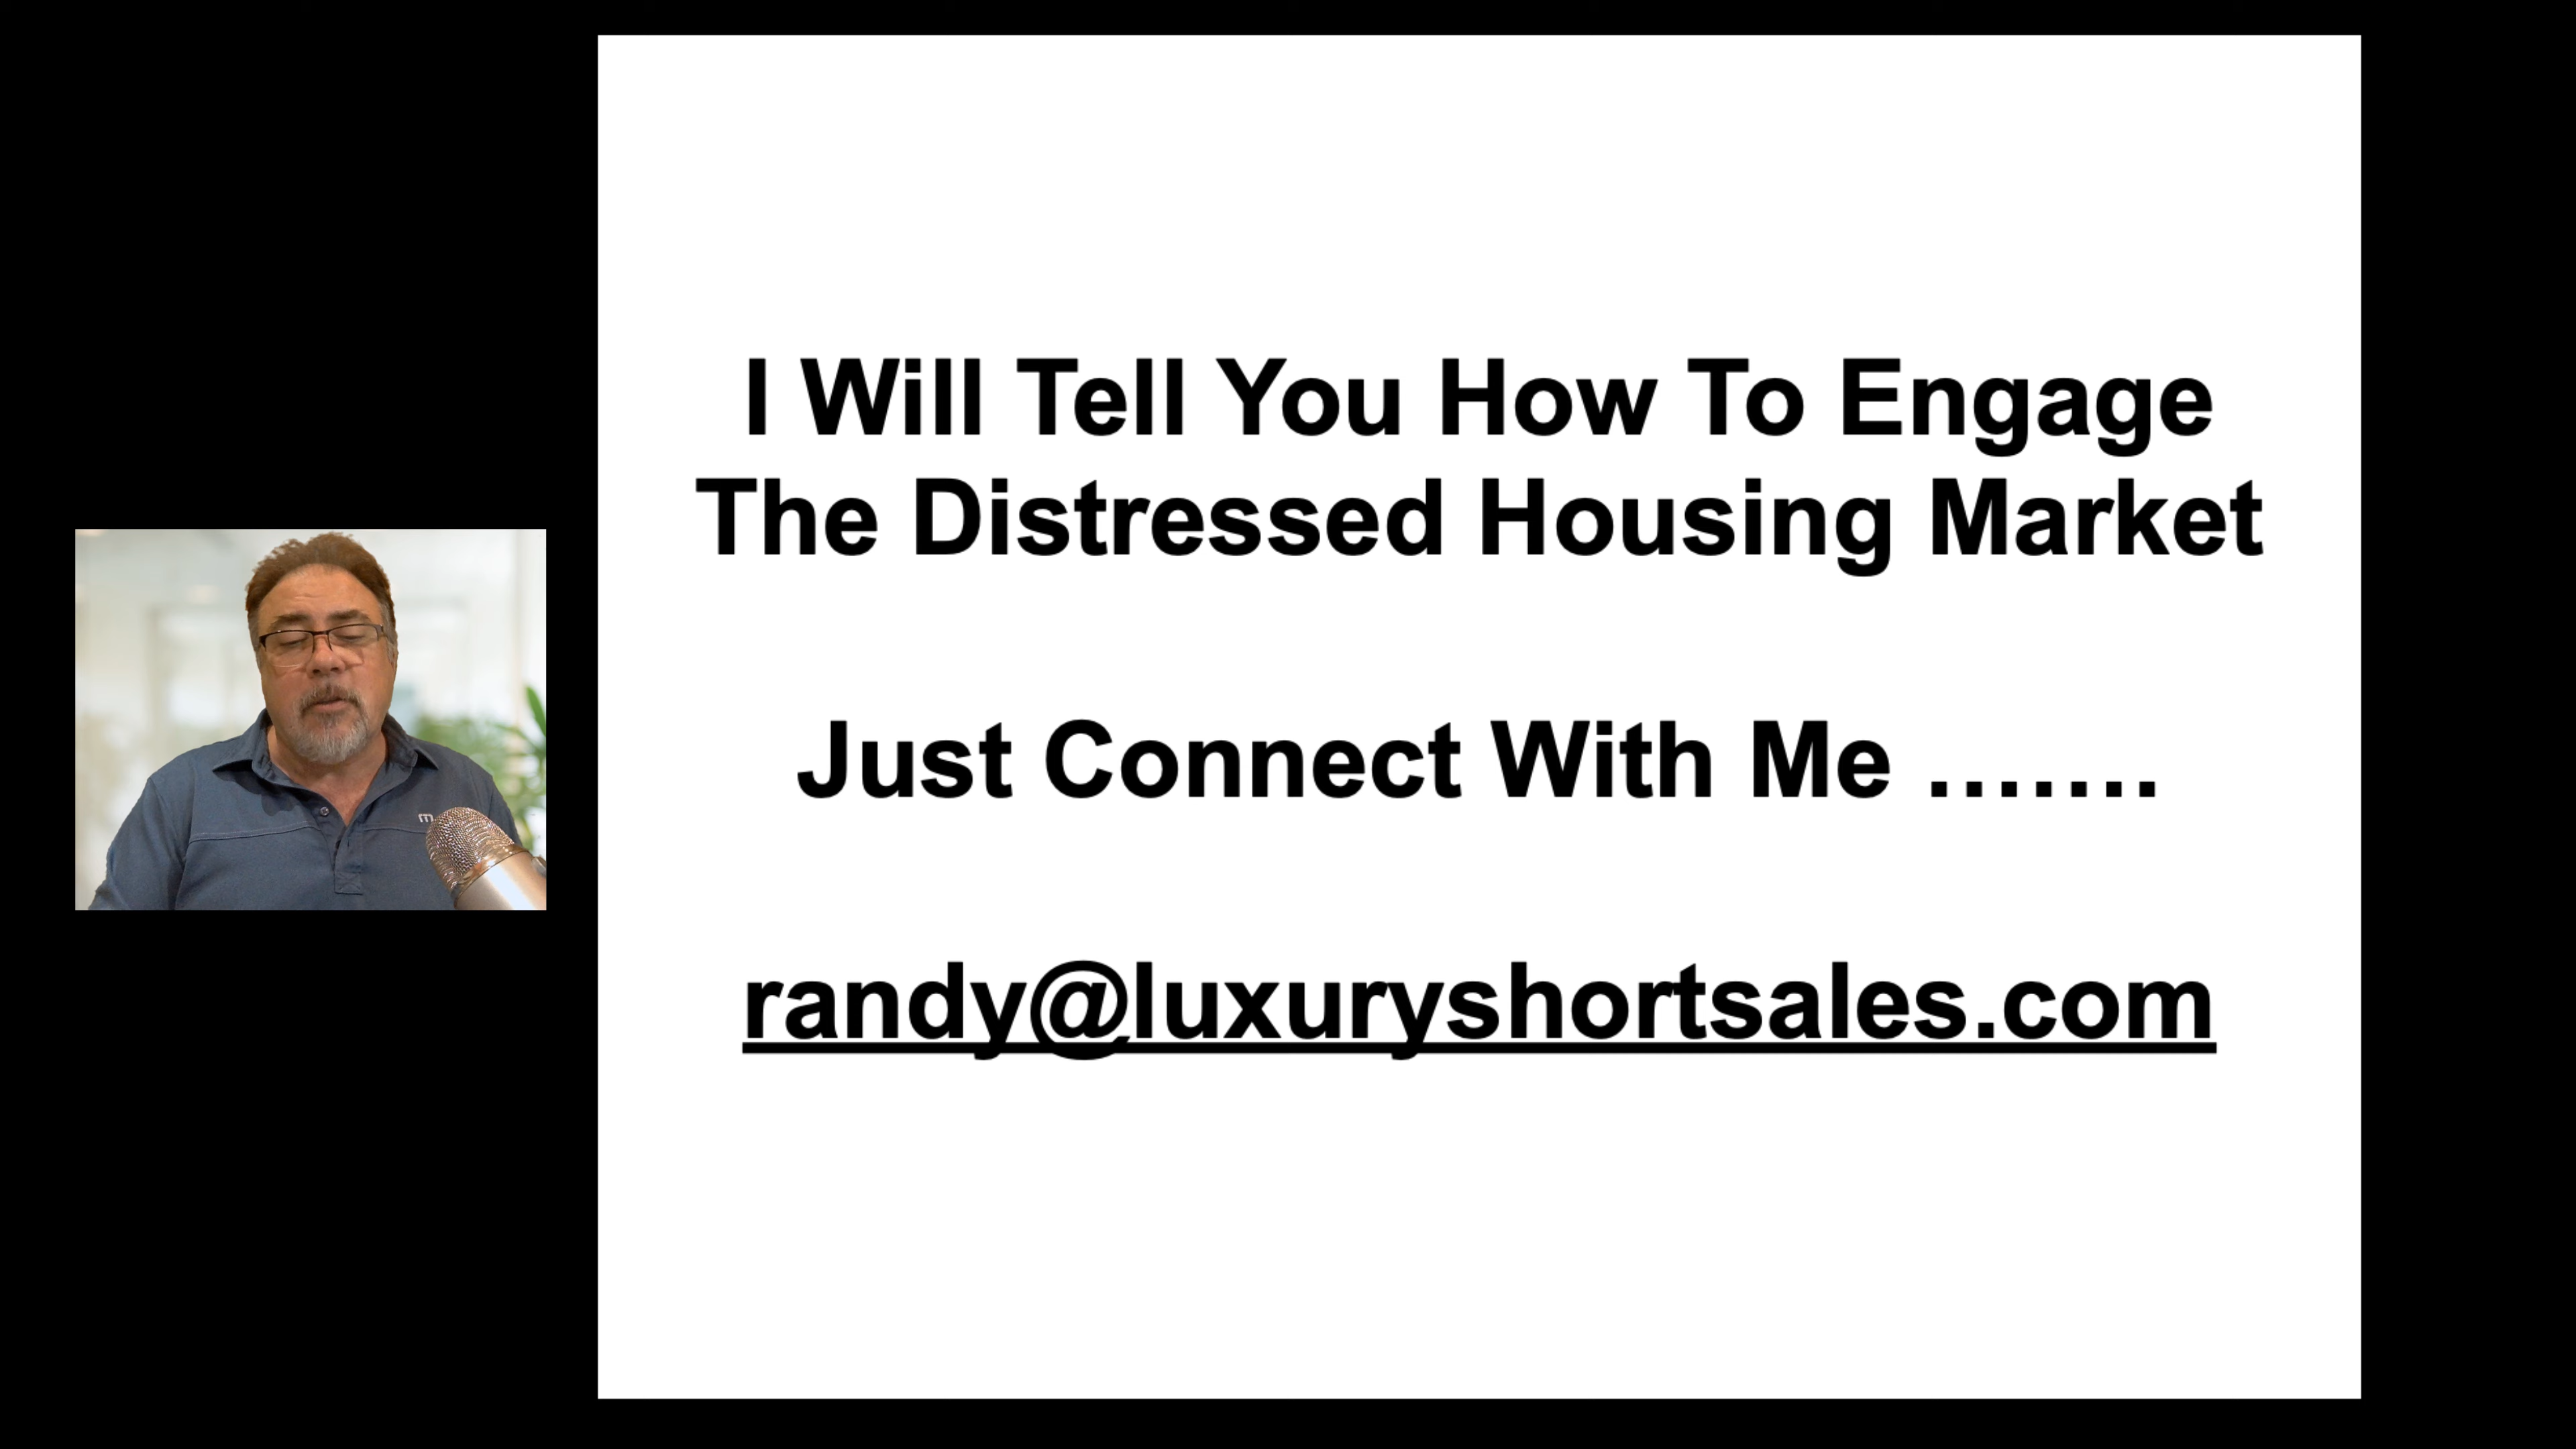 I Will Tell You How To Engage
The Distressed Housing Market
Just Connect With Me .......
randy@luxuryshortsales.com